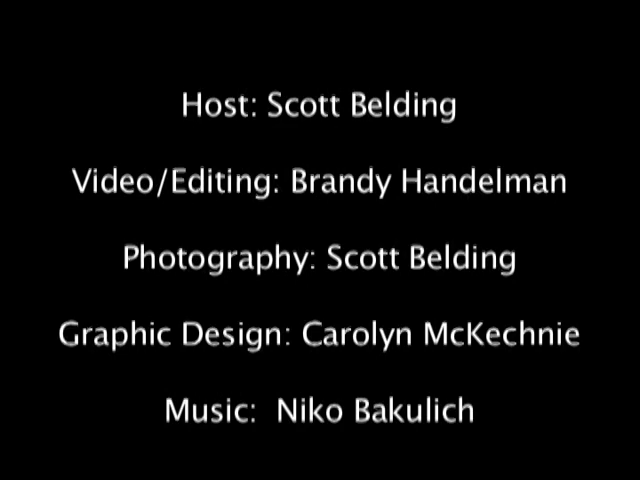 Host: Scott Belding
Video/Editing: Brandy Handelman
Photography: Scott Belding
Graphic Design: Carolyn McKechnie
Music:  Niko Bakulich